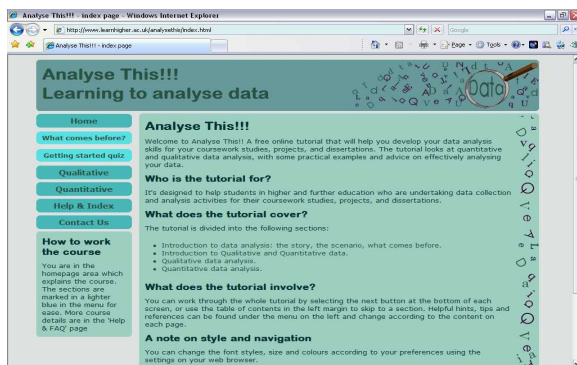 Analyse This!!! - index page - Windows Internet Explorer
http://www.learnhigher.ac.uk/analysethis/index.html
Google
Analyse This!!! - index page
Page
Tools
Analyse This!!!
Learning to analyse data
Data
Home
What comes before?
Getting started quiz
Qualitative
Quantitative
Help & Index
Contact Us
How to work
the course
You are in the
homepage area which
explains the course.
The sections are
marked in a lighter
blue in the menu for
ease. More course
details are in the 'Help
& FAQ' page
Analyse This!!!
Welcome to Analyse This!! A free online tutorial that will help you develop your data analysis
skills for your coursework studies, projects, and dissertations. The tutorial looks at quantitative
and qualitative data analysis, with some practical examples and advice on effectively analysing
your data.
Who is the tutorial for?
It's designed to help students in higher and further education who are undertaking data collection
and analysis activities for their coursework studies, projects, and dissertations.
What does the tutorial cover?
The tutorial is divided into the following sections:
Introduction to data analysis: the story, the scenario, what comes before.
Introduction to Qualitative and Quantitative data.
Qualitative data analysis.
Quantitative data analysis.
What does the tutorial involve?
You can work through the whole tutorial by selecting the next button at the bottom of each
screen, or use the table of contents in the left margin to skip to a section. Helpful hints, tips and
references can be found under the menu on the left and change according to the content on
each page.
A note on style and navigation
You can change the font styles, size and colours according to your preferences using the
settings on your web browser.